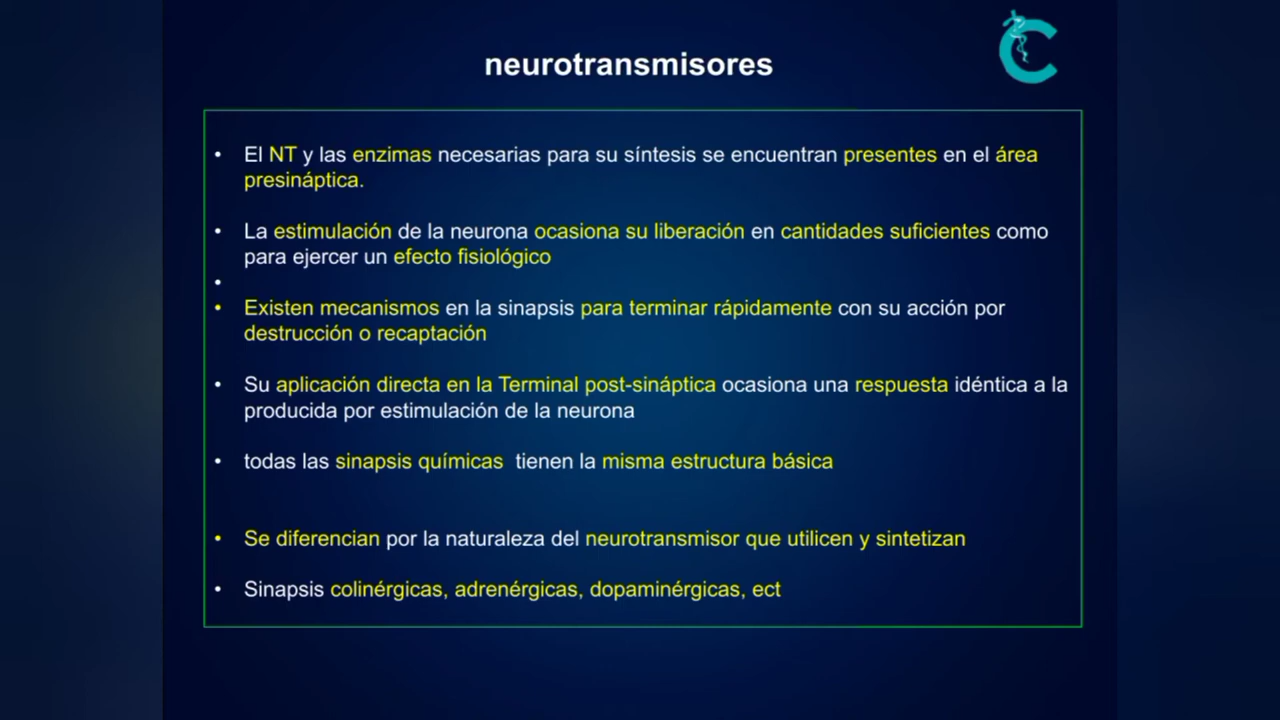 neurotransmisores
• El NT y las enzimas necesarias para su síntesis se encuentran presentes en el área
presináptica.
• La estimulación de la neurona ocasiona su liberación en cantidades suficientes como
para ejercer un efecto fisiológico
•
• Existen mecanismos en la sinapsis para terminar rápidamente con su acción por
destrucción o recaptación
• Su aplicación directa en la Terminal post-sináptica ocasiona una respuesta idéntica a la
producida por estimulación de la neurona
• todas las sinapsis químicas tienen la misma estructura básica
• Se diferencian por la naturaleza del neurotransmisor que utilicen y sintetizan
• Sinapsis colinérgicas, adrenérgicas, dopaminérgicas, ect